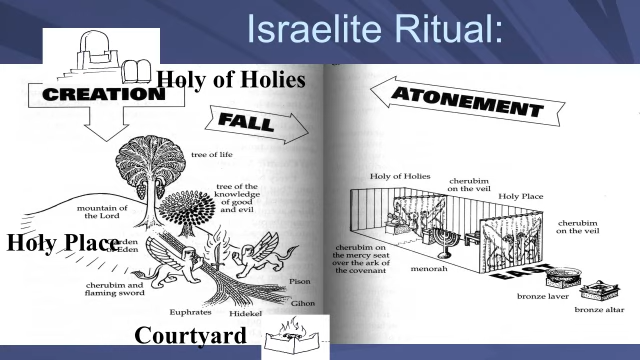 Israelite Ritual:
Holy of Holies
CREATION
FALL
ATONEMENT
tree of life
tree of the
knowledge
of good
and evil
mountain of
the Lord
Holy Place
Eden
cherubim and
flaming sword
Pison
Gihon
Euphrates
Hidekel
Courtyard
Holy of Holies
cherubim
on the veil
Holy Place
cherubim
on the veil
cherubim on
the mercy seat
over the ark of
the covenant
menorah
EAST
bronze laver
bronze altar